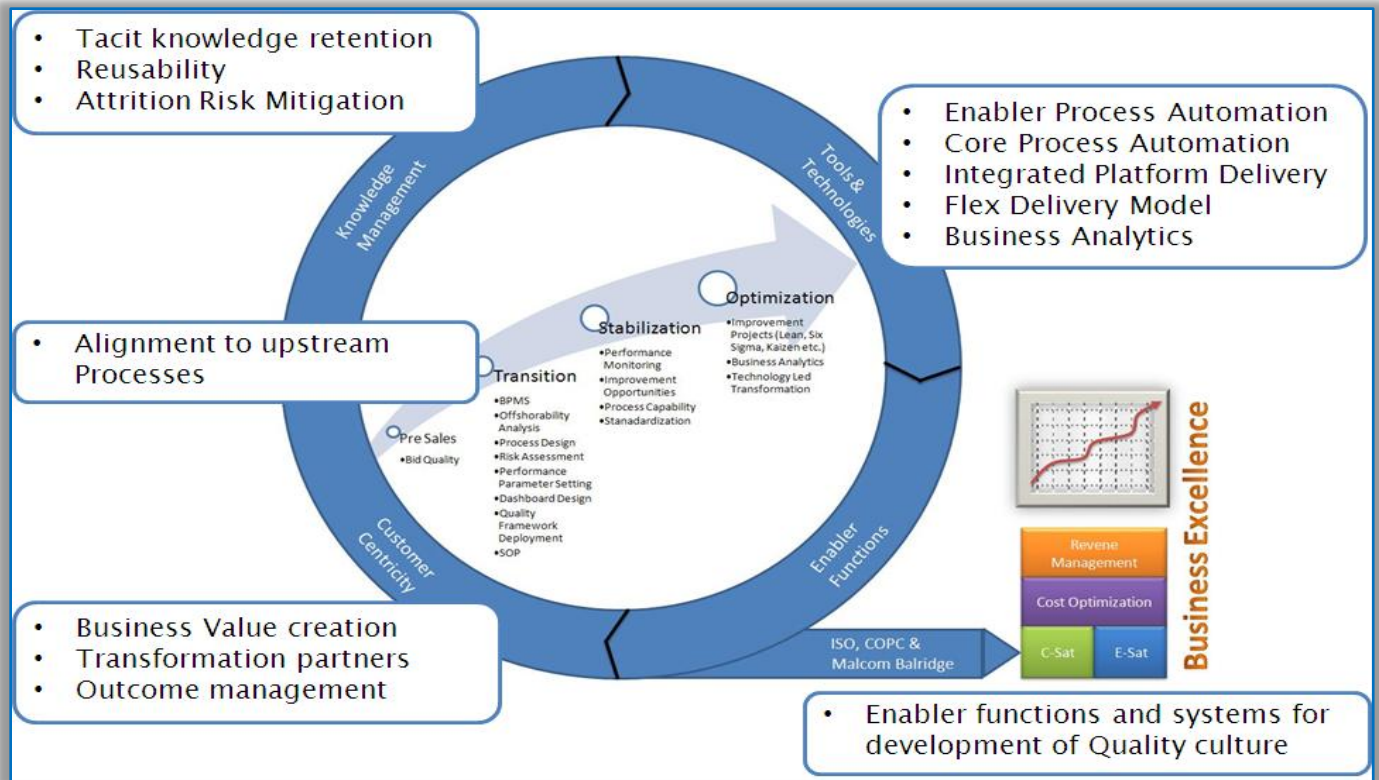 • Tacit knowledge retention
• Reusability
• Attrition Risk Mitigation
• Enabler Process Automation
• Core Process Automation
• Integrated Platform Delivery
• Flex Delivery Model
• Business Analytics
Knowledge
Management
Tools &
Technologies
• Alignment to upstream
Processes
Pre Sales
•Bid Quality
Transition
•BPMS
•Offshorability
Analysis
•Process Design
•Risk Assessment
•Performance
Parameter Setting
•Dashboard Design
•Quality
Framework
Deployment
•SOP
Stabilization
•Performance
Monitoring
•Improvement
Opportunities
•Process Capability
•Stanadardization
Optimization
•Improvement
Projects (Lean, Six
Sigma, Kaizen etc.)
•Business Analytics
•Technology Led
Transformation
Customer
Centricity
Enabler
Functions
• Business Value creation
• Transformation partners
• Outcome management
ISO, COPC &
Malcom Balridge
Revene
Management
Cost Optimization
C-Sat
E-Sat
Business Excellence
• Enabler functions and systems for
development of Quality culture